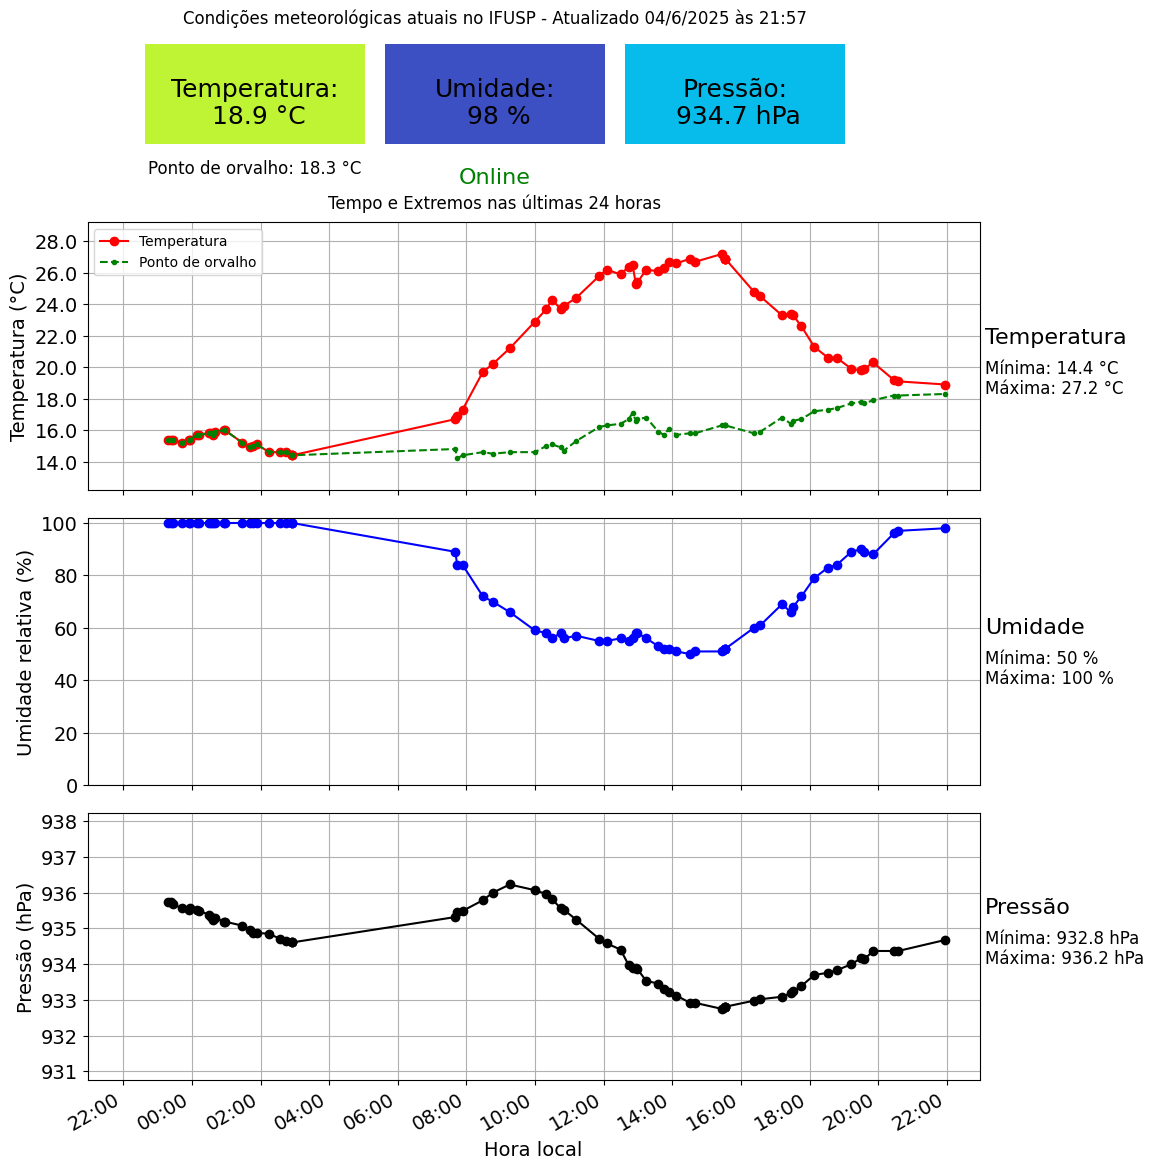 Condições meteorológicas atuais no IFUSP - Atualizado 04/6/2025 às 21:57
Temperatura:
18.9 °C
Umidade:
98 %
Pressão:
934.7 hPa
Ponto de orvalho: 18.3 °C
Online
Tempo e Extremos nas últimas 24 horas
Temperatura
Ponto de orvalho
Temperatura (°C)
28.0
26.0
24.0
22.0
20.0
18.0
16.0
14.0
Temperatura
Mínima: 14.4 °C
Máxima: 27.2 °C
Umidade relativa (%)
100
80
60
40
20
0
Umidade
Mínima: 50 %
Máxima: 100 %
Pressão (hPa)
938
937
936
935
934
933
932
931
Pressão
Mínima: 932.8 hPa
Máxima: 936.2 hPa
22:00
00:00
02:00
04:00
06:00
08:00
10:00
12:00
14:00
16:00
18:00
20:00
22:00
Hora local